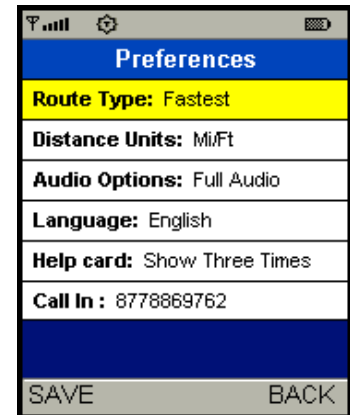 Preferences
Route Type: Fastest
Distance Units: Mi/Ft
Audio Options: Full Audio
Language: English
Help card: Show Three Times
Call In : 8778869762
SAVE BACK